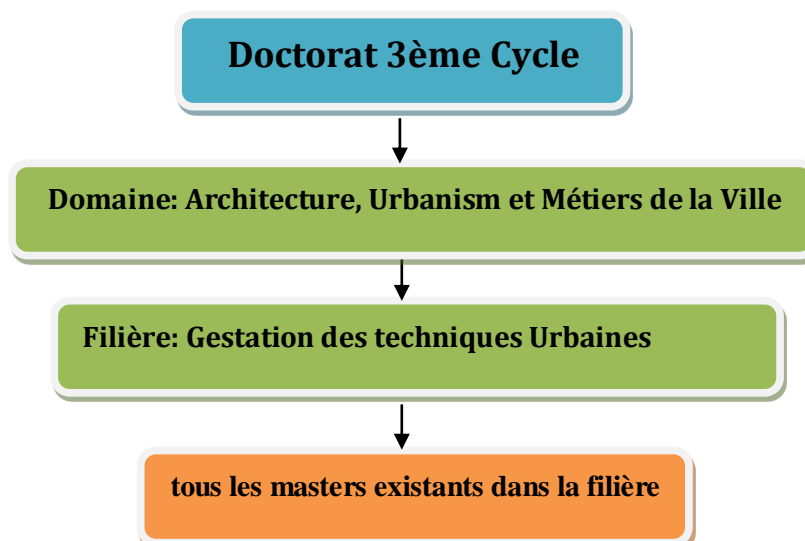 Doctorat 3ème Cycle
Domaine: Architecture, Urbanism et Métiers de la Ville
Filière: Gestation des techniques Urbaines
tous les masters existants dans la filière